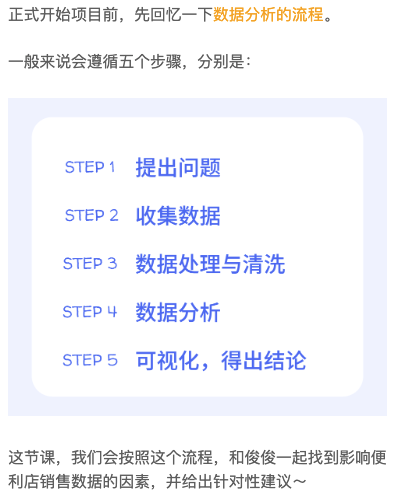 正式开始项目前，先回忆一下数据分析的流程。
一般来说会遵循五个步骤，分别是：
STEP 1 提出问题
STEP 2 收集数据
STEP 3 数据处理与清洗
STEP 4 数据分析
STEP 5 可视化，得出结论
这节课，我们会按照这个流程，和俊俊一起找到影响便
利店销售数据的因素，并给出针对性建议～